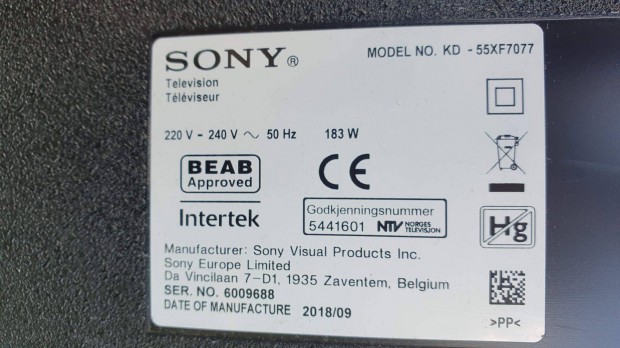 SONY®
MODEL NO. KD - 55XF7077
Television
Téléviseur
220 V - 240 V ~ 50 Hz 183 W
BEAB
Approved
CE
Intertek
Godkjenningsnummer
5441601 NTV NORGES
TELEVISJON
Hg
Manufacturer: Sony Visual Products Inc.
Sony Europe Limited
Da Vincilaan 7-D1, 1935 Zaventem, Belgium
SER. NO. 6009688
DATE OF MANUFACTURE 2018/09
>PP<